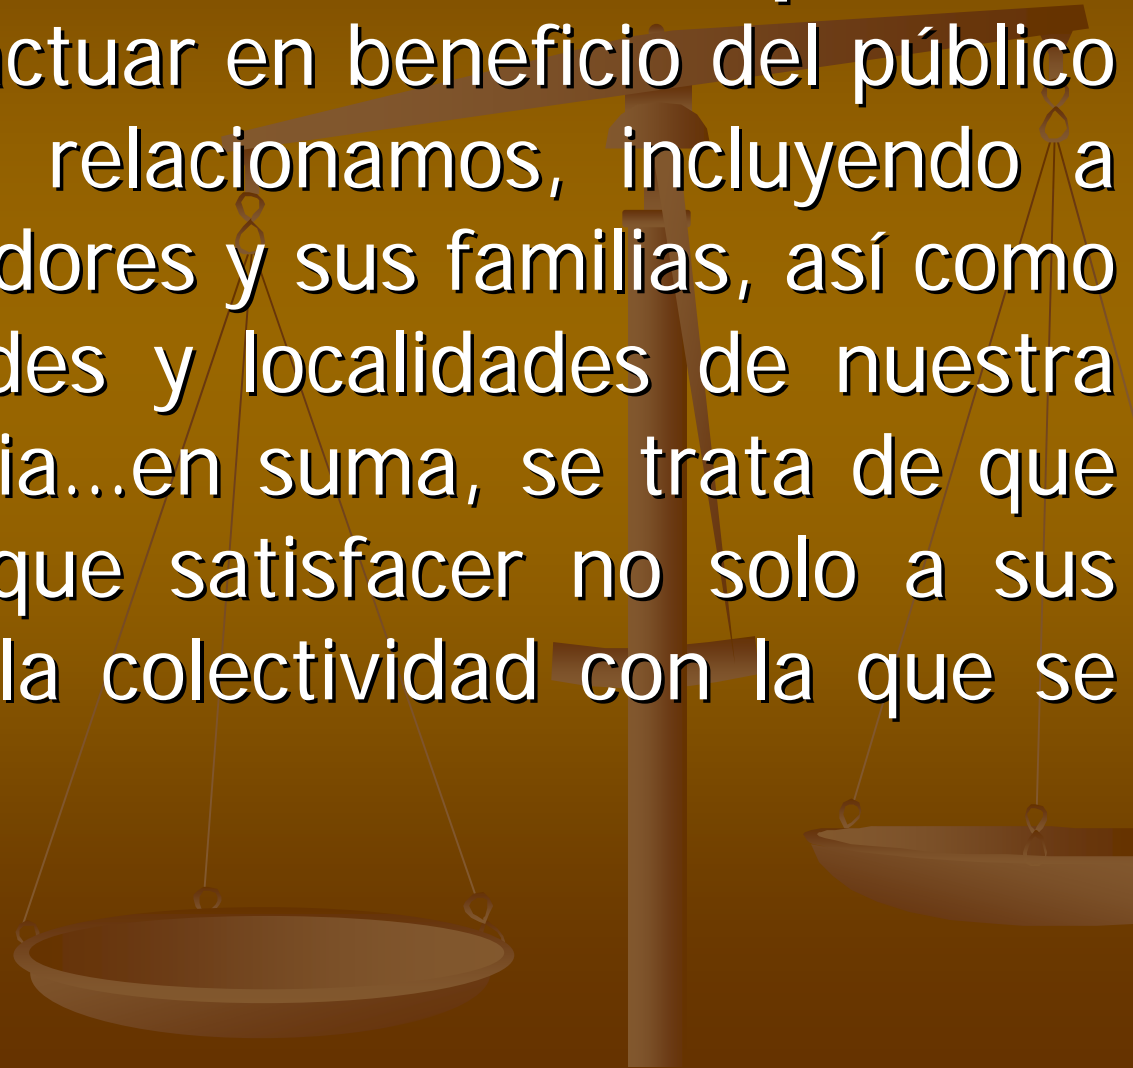 ctuar en beneficio del público
relacionamos, incluyendo a
dores y sus familias, así como
des y localidades de nuestra
ia...en suma, se trata de que
que satisfacer no solo a sus
la colectividad con la que se